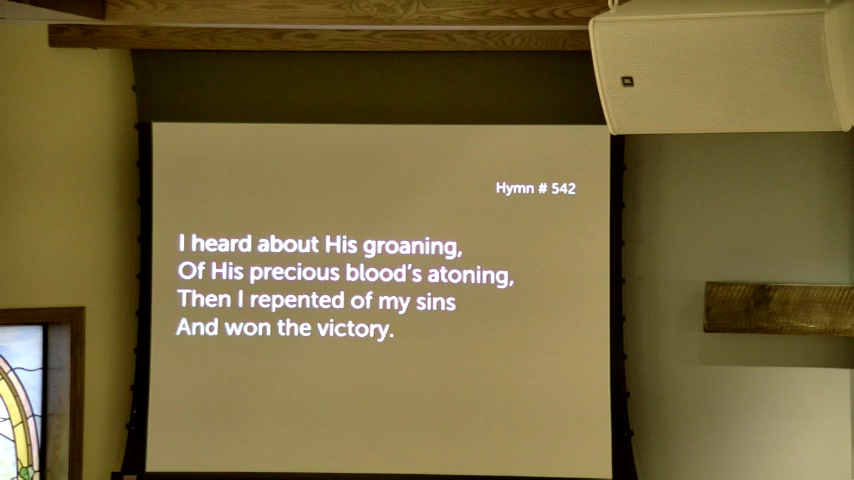 Hymn # 542
I heard about His groaning,
Of His precious blood's atoning,
Then I repented of my sins
And won the victory.